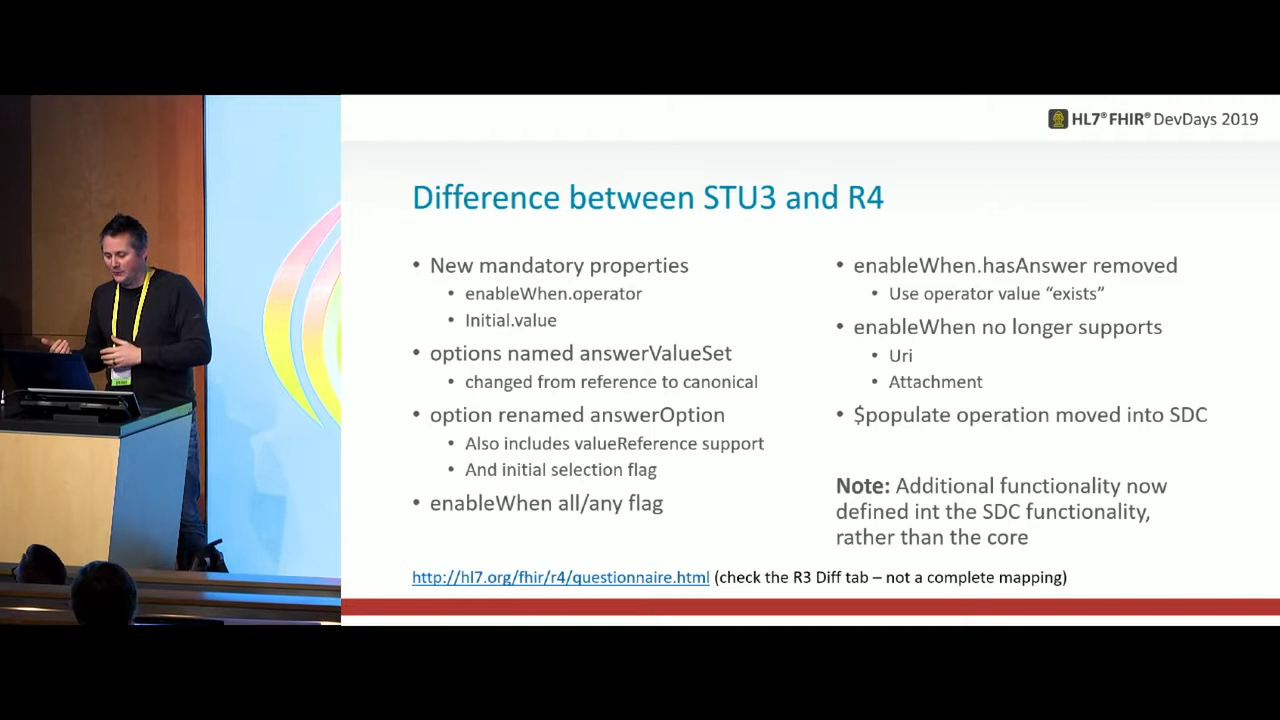 HL7® FHIR® DevDays 2019
Difference between STU3 and R4
• New mandatory properties
• enableWhen.operator
• Initial.value
• options named answerValueSet
• changed from reference to canonical
• option renamed answerOption
• Also includes valueReference support
• And initial selection flag
• enableWhen all/any flag
• enableWhen.hasAnswer removed
• Use operator value “exists”
• enableWhen no longer supports
• Uri
• Attachment
• $populate operation moved into SDC
Note: Additional functionality now
defined int the SDC functionality,
rather than the core
http://hl7.org/fhir/r4/questionnaire.html (check the R3 Diff tab – not a complete mapping)